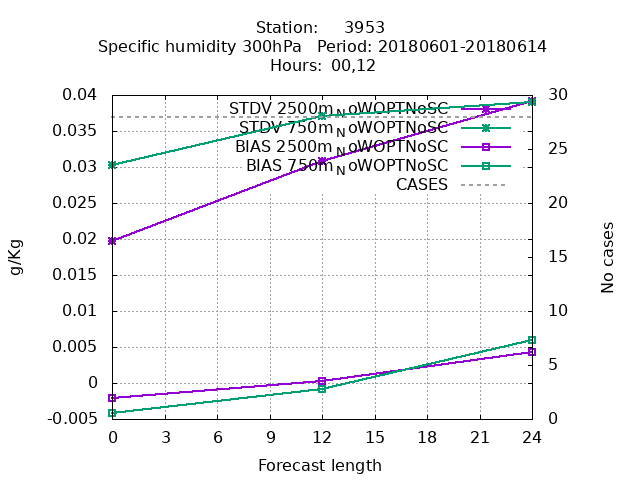 Station: 3953
Specific humidity 300hPa Period: 20180601-20180614
Hours: 00,12
0.04
0.035
0.03
0.025
0.02
0.015
0.01
0.005
0
-0.005
g/Kg
STDV 2500m_NoWOPTNoSC
STDV 750m_NoWOPTNoSC
BIAS 2500m_NoWOPTNoSC
BIAS 750m_NoWOPTNoSC
CASES
30
25
20
15
10
5
0
No cases
0 3 6 9 12 15 18 21 24
Forecast length